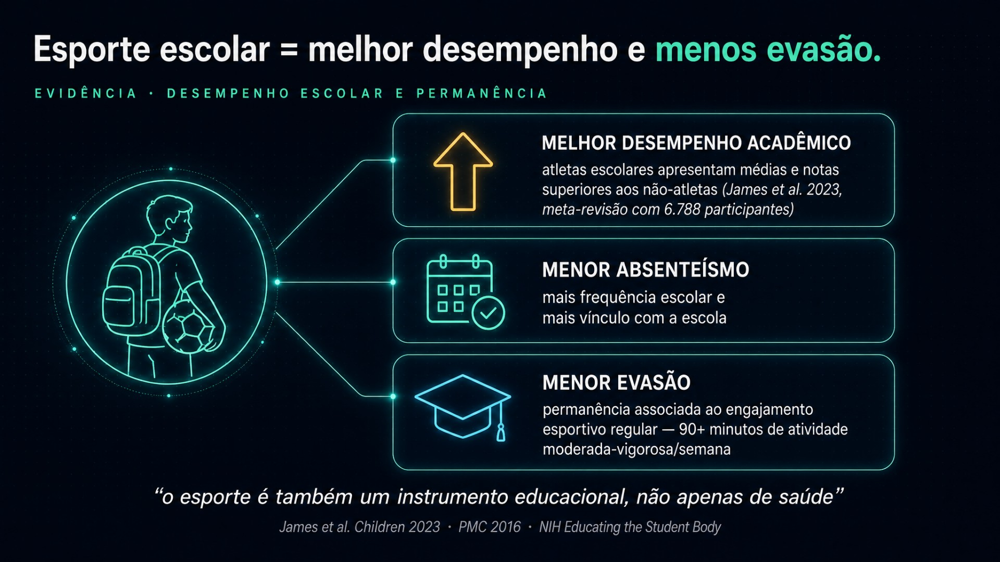 Esporte escolar = melhor desempenho e menos evasão.
EVIDÊNCIA · DESEMPENHO ESCOLAR E PERMANÊNCIA
MELHOR DESEMPENHO ACADÊMICO
atletas escolares apresentam médias e notas
superiores aos não-atletas (James et al. 2023,
meta-revisão com 6.788 participantes)
MENOR ABSENTEÍSMO
mais frequência escolar e
mais vínculo com a escola
MENOR EVASÃO
permanência associada ao engajamento
esportivo regular — 90+ minutos de atividade
moderada-vigorosa/semana
“o esporte é também um instrumento educacional, não apenas de saúde”
James et al. Children 2023 · PMC 2016 · NIH Educating the Student Body